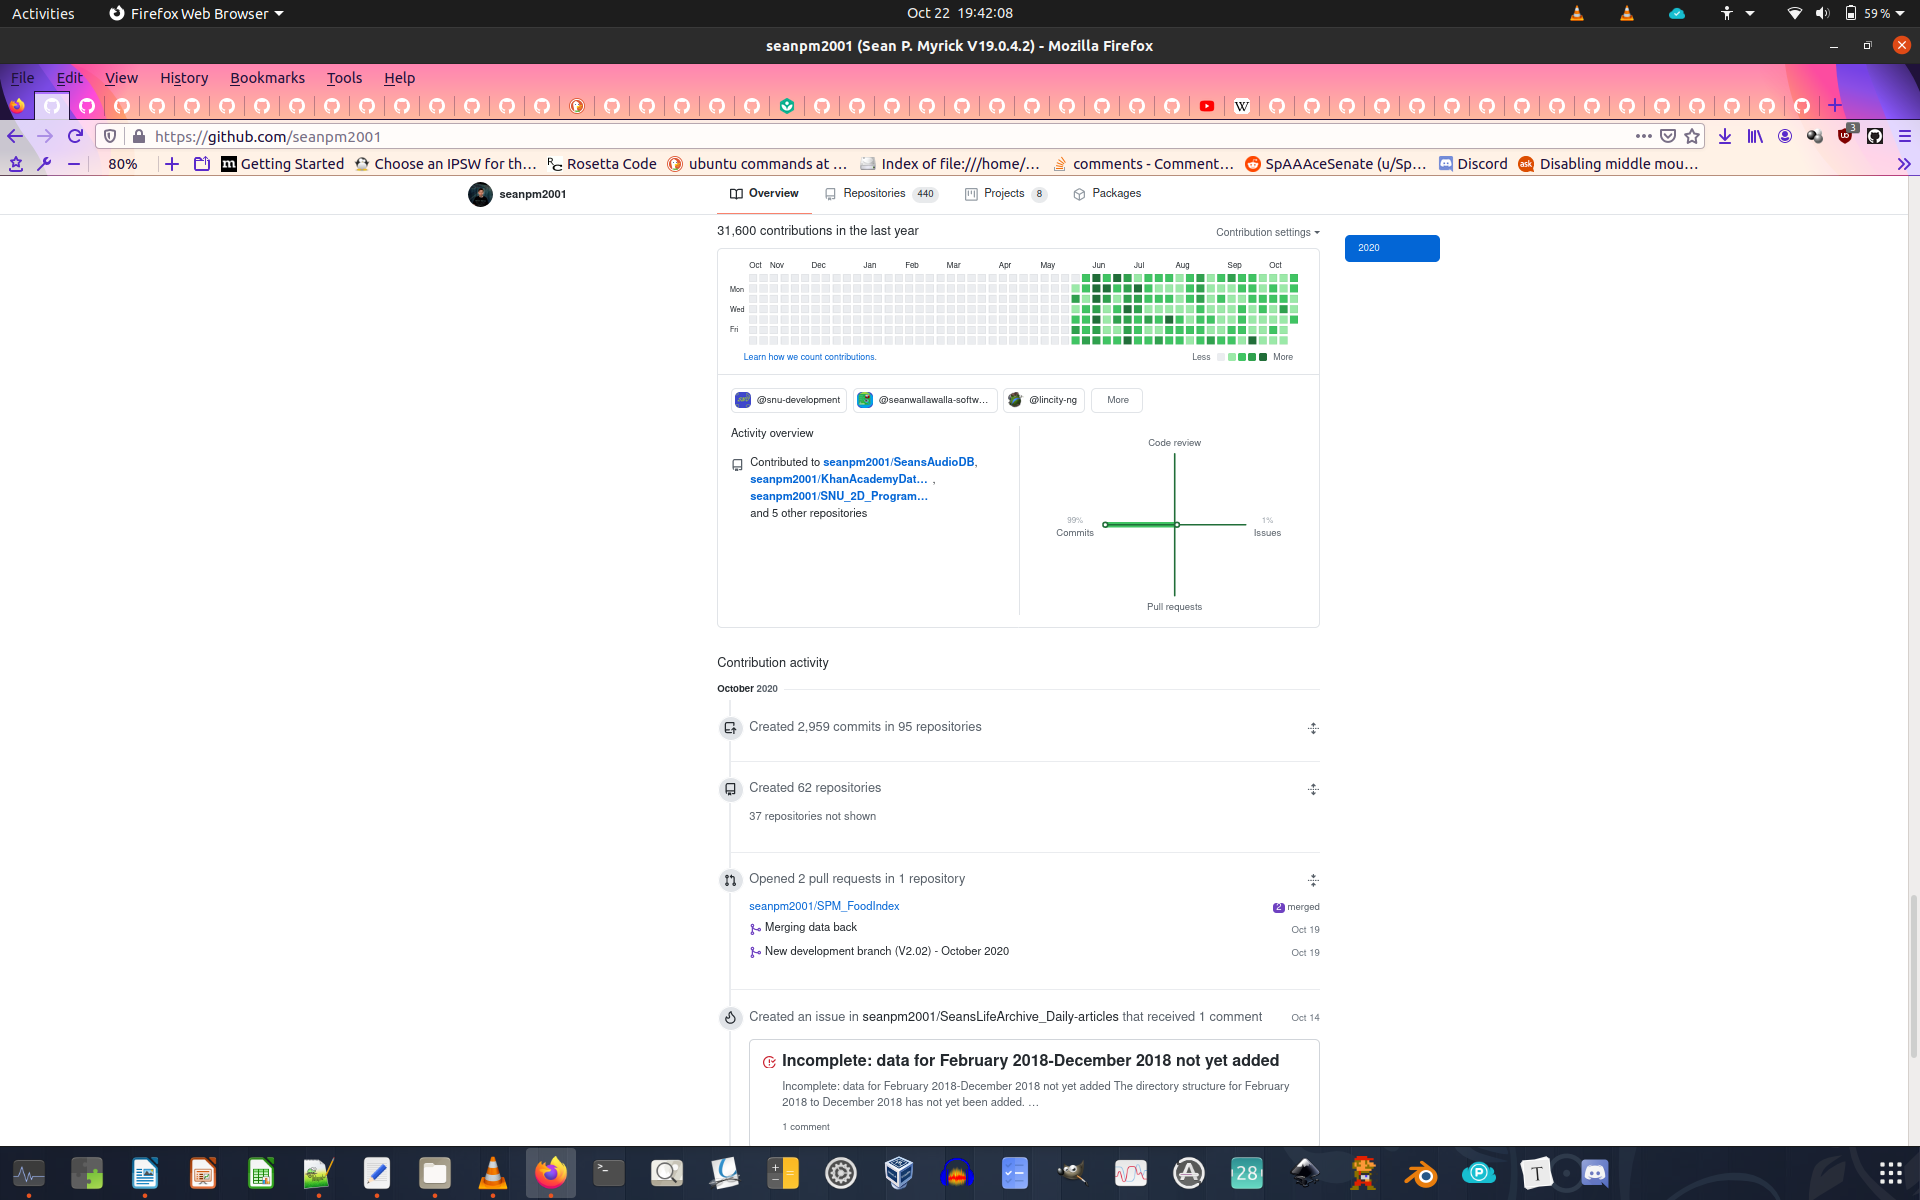 Activities Firefox Web Browser Oct 22 19:42:08 59 %
seanpm2001 (Sean P. Myrick V19.0.4.2) - Mozilla Firefox
File Edit View History Bookmarks Tools Help
https://github.com/seanpm2001 3
80% Getting Started Choose an IPSW for th… Rosetta Code ubuntu commands at … Index of file:///home/… comments - Comment… SpAAAceSenate (u/Sp… Discord Disabling middle mou…
seanpm2001 Overview Repositories 440 Projects 8 Packages
31,600 contributions in the last year Contribution settings
2020
Oct Nov Dec Jan Feb Mar Apr May Jun Jul Aug Sep Oct
Mon
Wed
Fri
Learn how we count contributions. Less More
@snu-development @seanwallawalla-softw… @lincity-ng More
Activity overview
Contributed to seanpm2001/SeansAudioDB,
seanpm2001/KhanAcademyDat… ,
seanpm2001/SNU_2D_Program…
and 5 other repositories
Code review
99% Commits
1% Issues
Pull requests
Contribution activity
October 2020
Created 2,959 commits in 95 repositories
Created 62 repositories
37 repositories not shown
Opened 2 pull requests in 1 repository
seanpm2001/SPM_FoodIndex 2 merged
Merging data back Oct 19
New development branch (V2.02) - October 2020 Oct 19
Created an issue in seanpm2001/SeansLifeArchive_Daily-articles that received 1 comment Oct 14
Incomplete: data for February 2018-December 2018 not yet added
Incomplete: data for February 2018-December 2018 not yet added The directory structure for February
2018 to December 2018 has not yet been added. …
1 comment
28